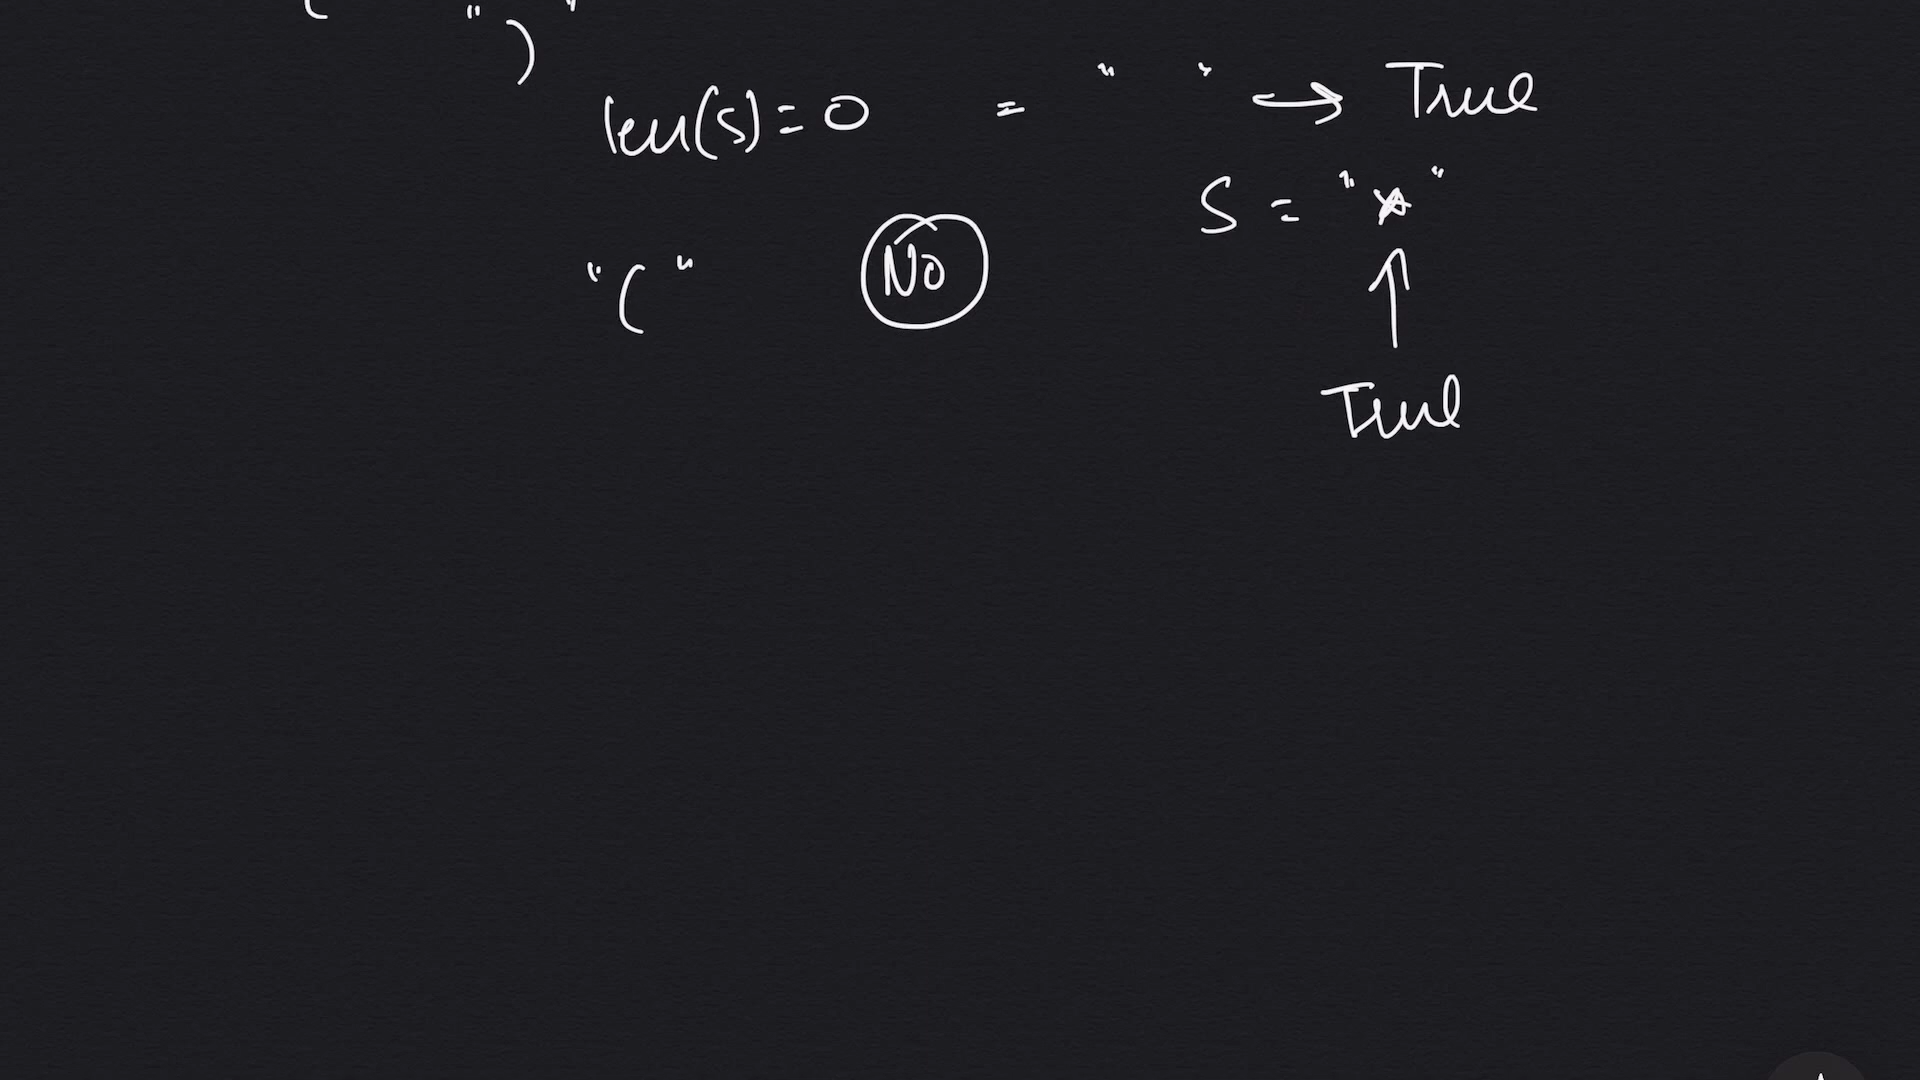 (
" ) "
len(s) = 0 = " " → True
S = " * "
" ( " No
↑
True